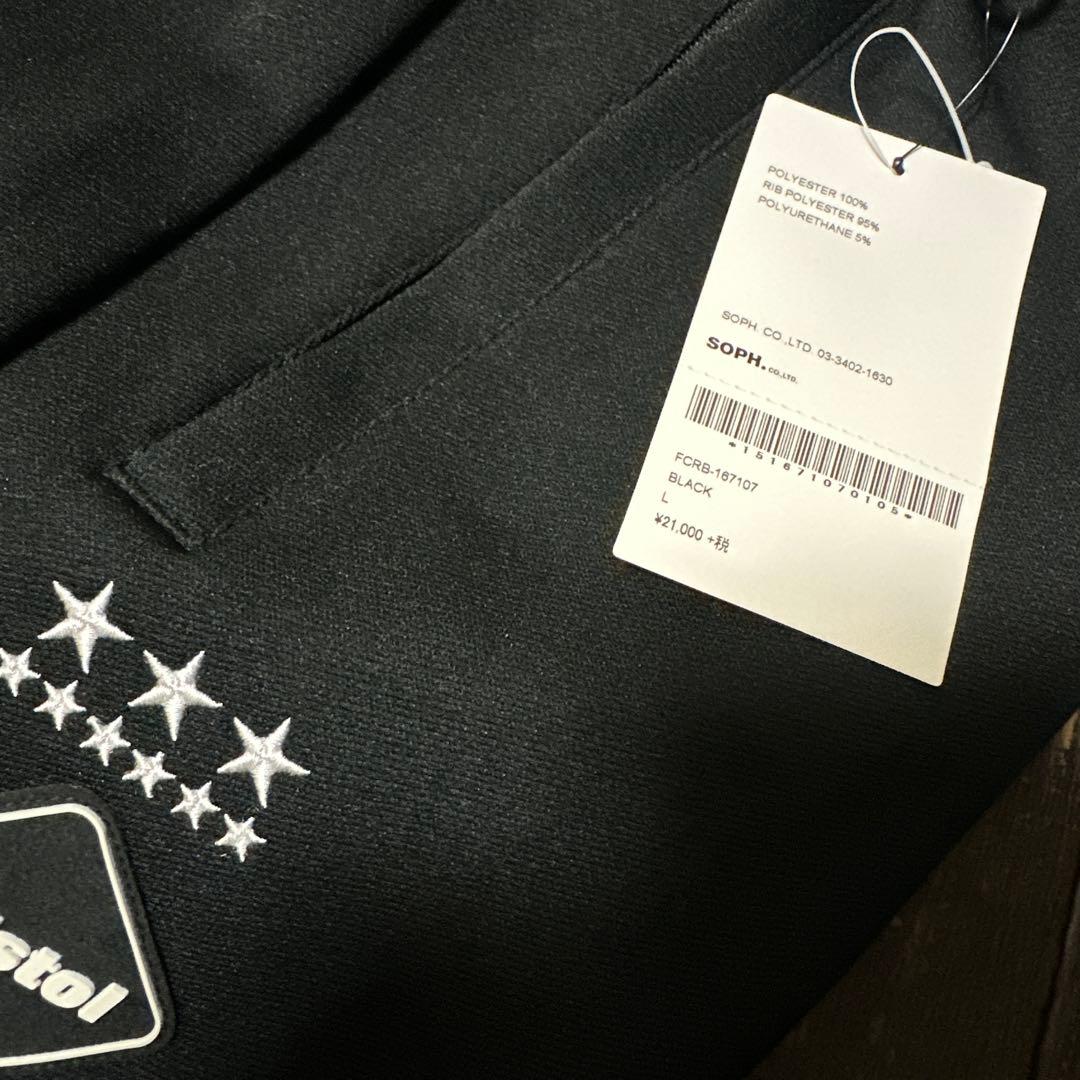 POLYESTER 100%
RIB POLYESTER 95%
POLYURETHANE 5%
SOPH. CO.,LTD. 03-3402-1630
SOPH. CO.,LTD.
*151671070105*
FCRB-167107
BLACK
L
¥21,000 +税
stol